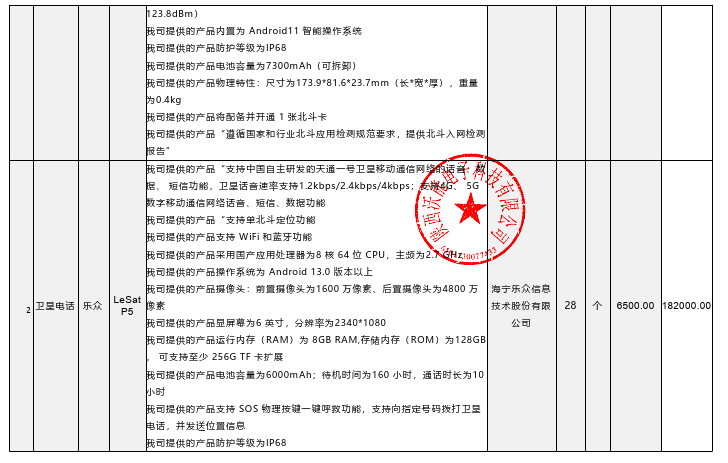 123.8dBm）
我司提供的产品内置为 Android11 智能操作系统
我司提供的产品防护等级为IP68
我司提供的产品电池容量为7300mAh（可拆卸）
我司提供的产品物理特性：尺寸为173.9*81.6*23.7mm（长*宽*厚），重量
为0.4kg
我司提供的产品将配备并开通 1 张北斗卡
我司提供的产品“遵循国家和行业北斗应用检测规范要求，提供北斗入网检测
报告”
2
卫星电话
乐众
LeSat
P5
我司提供的产品“支持中国自主研发的天通一号卫星移动通信网络的话音、数
据、 短信功能，卫星话音速率支持1.2kbps/2.4kbps/4kbps；支持4G、 5G
数字移动通信网络话音、短信、数据功能
我司提供的产品“支持单北斗定位功能
我司提供的产品支持 WiFi 和蓝牙功能
我司提供的产品采用国产应用处理器为8 核 64 位 CPU，主频为2.7 GHz
我司提供的产品操作系统为 Android 13.0 版本以上
我司提供的产品摄像头：前置摄像头为1600 万像素、后置摄像头为4800 万
像素
我司提供的产品显屏幕为6 英寸，分辨率为2340*1080
我司提供的产品运行内存（RAM）为 8GB RAM,存储内存（ROM）为128GB
， 可支持至少 256G TF 卡扩展
我司提供的产品电池容量为6000mAh；待机时间为160 小时，通话时长为10
小时
我司提供的产品支持 SOS 物理按键一键呼救功能，支持向指定号码拨打卫星
电话，并发送位置信息
我司提供的产品防护等级为IP68
海宁乐众信息
技术股份有限
公司
28
个
6500.00
182000.00